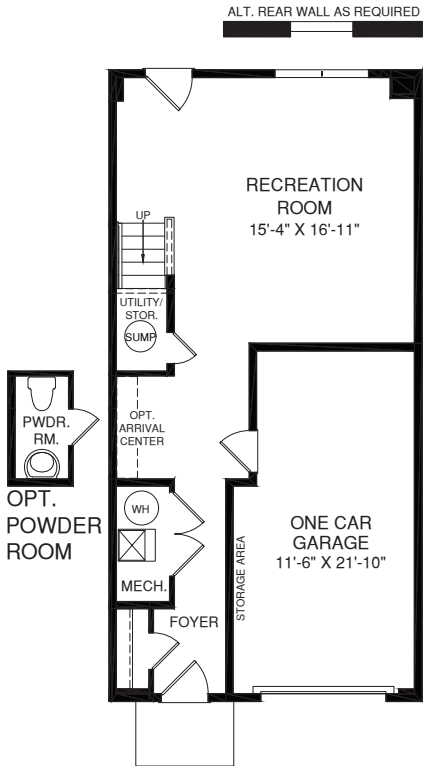 ALT. REAR WALL AS REQUIRED
RECREATION
ROOM
15'-4" X 16'-11"
UP
UTILITY/
STOR.
SUMP
OPT.
ARRIVAL
CENTER
PWDR.
RM.
OPT.
POWDER
ROOM
WH
MECH.
STORAGE AREA
ONE CAR
GARAGE
11'-6" X 21'-10"
FOYER